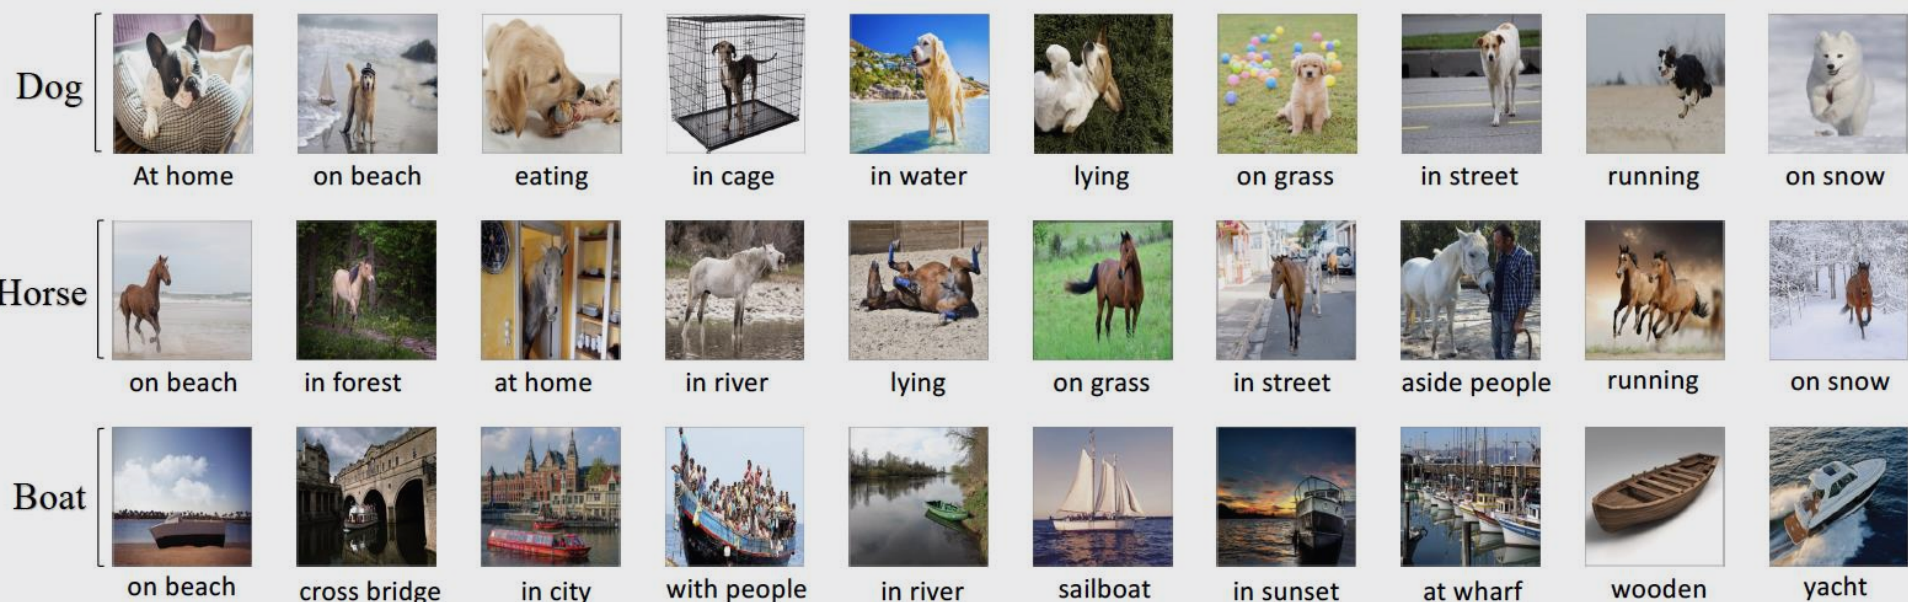 Dog
At home on beach eating in cage in water lying on grass in street running on snow
Horse
on beach in forest at home in river lying on grass in street aside people running on snow
Boat
on beach cross bridge in city with people in river sailboat in sunset at wharf wooden yacht